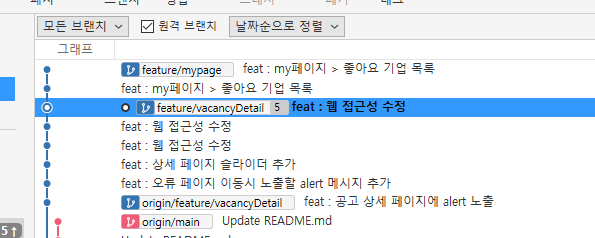 모든 브랜치 원격 브랜치 날짜순으로 정렬
그래프
feature/mypage feat : my페이지 > 좋아요 기업 목록
feat : my페이지 > 좋아요 기업 목록
feature/vacancyDetail 5 feat : 웹 접근성 수정
feat : 웹 접근성 수정
feat : 웹 접근성 수정
feat : 상세 페이지 슬라이더 추가
feat : 오류 페이지 이동시 노출할 alert 메시지 추가
origin/feature/vacancyDetail feat : 공고 상세 페이지에 alert 노출
5↑ origin/main Update README.md